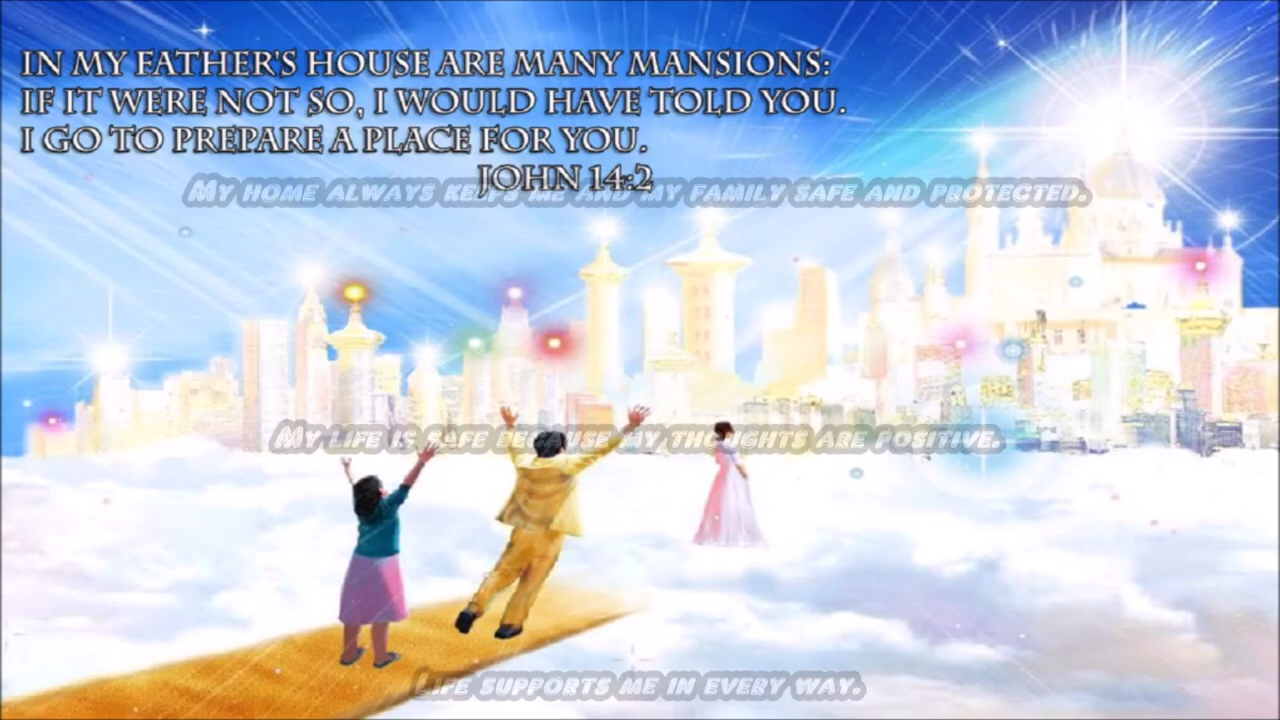 IN MY FATHER'S HOUSE ARE MANY MANSIONS:
IF IT WERE NOT SO, I WOULD HAVE TOLD YOU.
I GO TO PREPARE A PLACE FOR YOU.
JOHN 14:2
My home always keeps me and my family safe and protected.
My life is safe because my thoughts are positive.
Life supports me in every way.